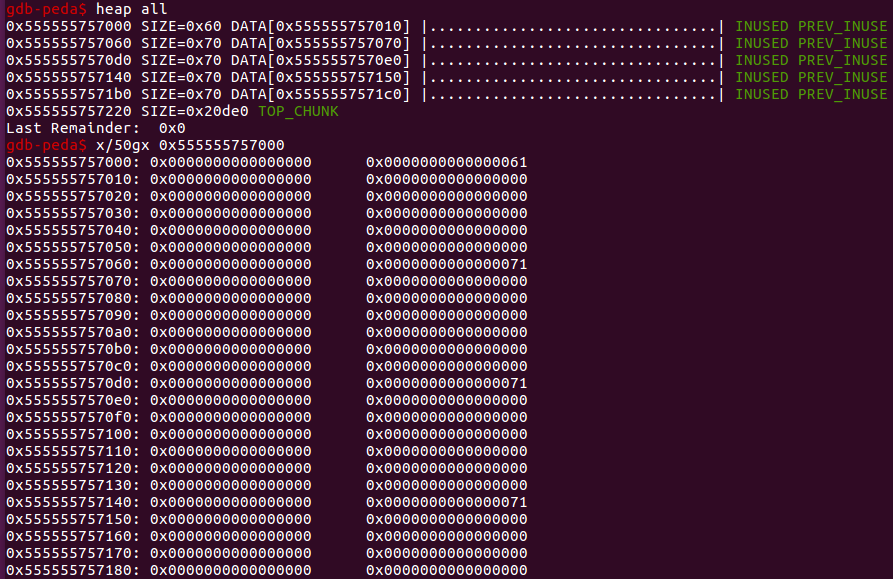 gdb-peda$ heap all
0x555555757000 SIZE=0x60 DATA[0x555555757010] |................................| INUSED PREV_INUSE
0x555555757060 SIZE=0x70 DATA[0x555555757070] |................................| INUSED PREV_INUSE
0x5555557570d0 SIZE=0x70 DATA[0x5555557570e0] |................................| INUSED PREV_INUSE
0x555555757140 SIZE=0x70 DATA[0x555555757150] |................................| INUSED PREV_INUSE
0x5555557571b0 SIZE=0x70 DATA[0x5555557571c0] |................................| INUSED PREV_INUSE
0x555555757220 SIZE=0x20de0 TOP_CHUNK
Last Remainder:  0x0
gdb-peda$ x/50gx 0x555555757000
0x555555757000: 0x0000000000000000      0x0000000000000061
0x555555757010: 0x0000000000000000      0x0000000000000000
0x555555757020: 0x0000000000000000      0x0000000000000000
0x555555757030: 0x0000000000000000      0x0000000000000000
0x555555757040: 0x0000000000000000      0x0000000000000000
0x555555757050: 0x0000000000000000      0x0000000000000000
0x555555757060: 0x0000000000000000      0x0000000000000071
0x555555757070: 0x0000000000000000      0x0000000000000000
0x555555757080: 0x0000000000000000      0x0000000000000000
0x555555757090: 0x0000000000000000      0x0000000000000000
0x5555557570a0: 0x0000000000000000      0x0000000000000000
0x5555557570b0: 0x0000000000000000      0x0000000000000000
0x5555557570c0: 0x0000000000000000      0x0000000000000000
0x5555557570d0: 0x0000000000000000      0x0000000000000071
0x5555557570e0: 0x0000000000000000      0x0000000000000000
0x5555557570f0: 0x0000000000000000      0x0000000000000000
0x555555757100: 0x0000000000000000      0x0000000000000000
0x555555757110: 0x0000000000000000      0x0000000000000000
0x555555757120: 0x0000000000000000      0x0000000000000000
0x555555757130: 0x0000000000000000      0x0000000000000000
0x555555757140: 0x0000000000000000      0x0000000000000071
0x555555757150: 0x0000000000000000      0x0000000000000000
0x555555757160: 0x0000000000000000      0x0000000000000000
0x555555757170: 0x0000000000000000      0x0000000000000000
0x555555757180: 0x0000000000000000      0x0000000000000000